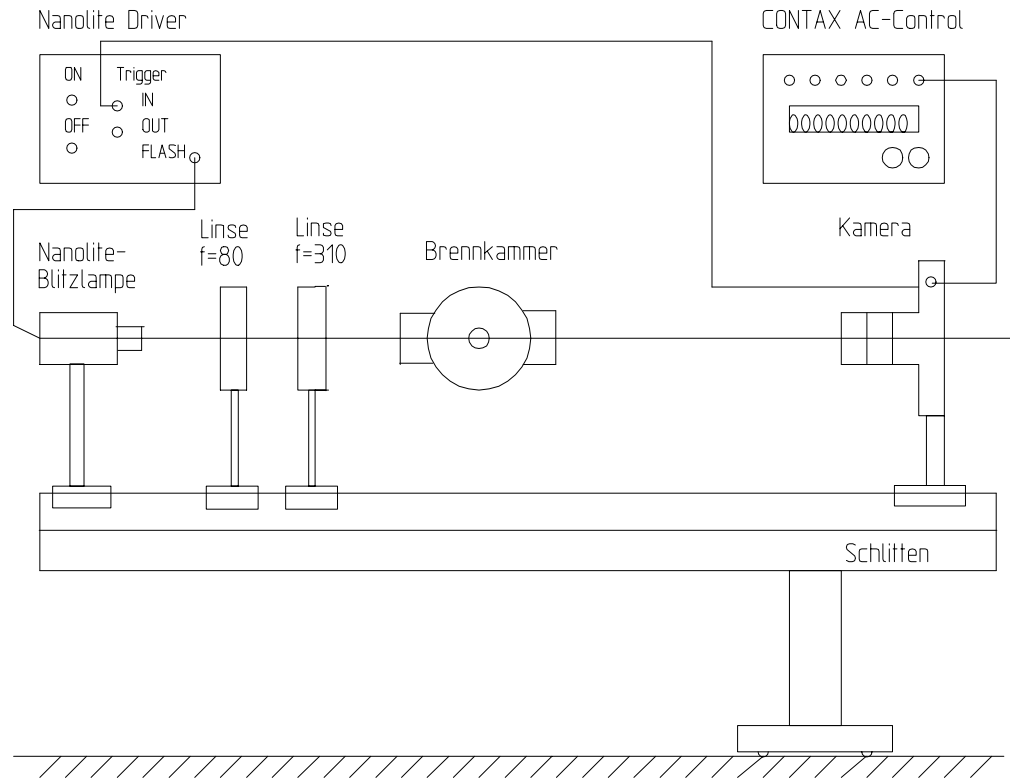 Nanolite Driver
CONTAX AC-Control
ON Trigger
IN
OFF OUT
FLASH
Linse
f=80
Linse
f=310
Nanolite-
Blitzlampe
Brennkammer
Kamera
Schlitten